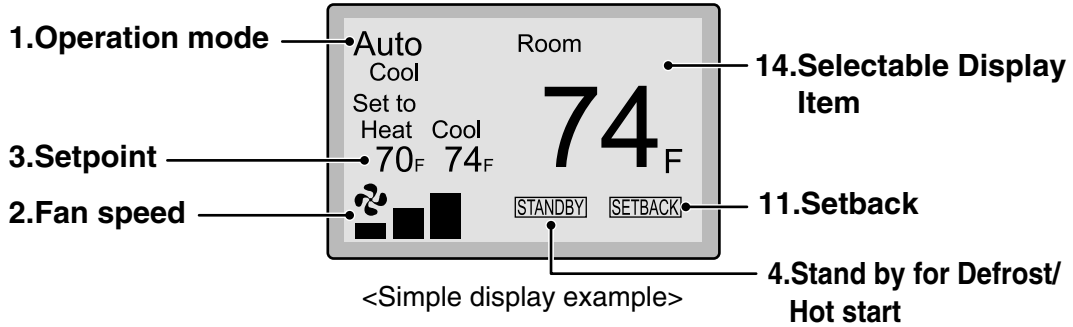 1.Operation mode
Auto
Cool
Room
14.Selectable Display
Item
Set to
Heat Cool
70F 74F
74F
3.Setpoint
2.Fan speed
STANDBY SETBACK
11.Setback
4.Stand by for Defrost/
Hot start
<Simple display example>